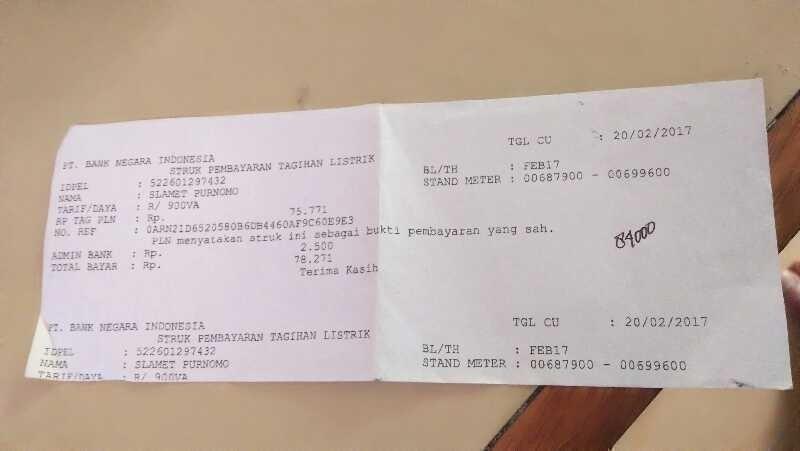 PT. BANK NEGARA INDONESIA TGL CU : 20/02/2017
STRUK PEMBAYARAN TAGIHAN LISTRIK
IDPEL : 522601297432 BL/TH : FEB17
NAMA : SLAMET PURNOMO STAND METER : 00687900 - 00699600
TARIF/DAYA : R/ 900VA
RP TAG PLN : Rp. 75.771
NO. REF : 0ARN21D6520580B6DB4460AF9C60E9E3
PLN menyatakan struk ini sebagai bukti pembayaran yang sah.
ADMIN BANK : Rp. 2.500
TOTAL BAYAR : Rp. 78,271
Terima Kasih
84000
PT. BANK NEGARA INDONESIA TGL CU : 20/02/2017
STRUK PEMBAYARAN TAGIHAN LISTRIK
IDPEL : 522601297432 BL/TH : FEB17
NAMA : SLAMET PURNOMO STAND METER : 00687900 - 00699600
TARIF/DAYA : R/ 900VA